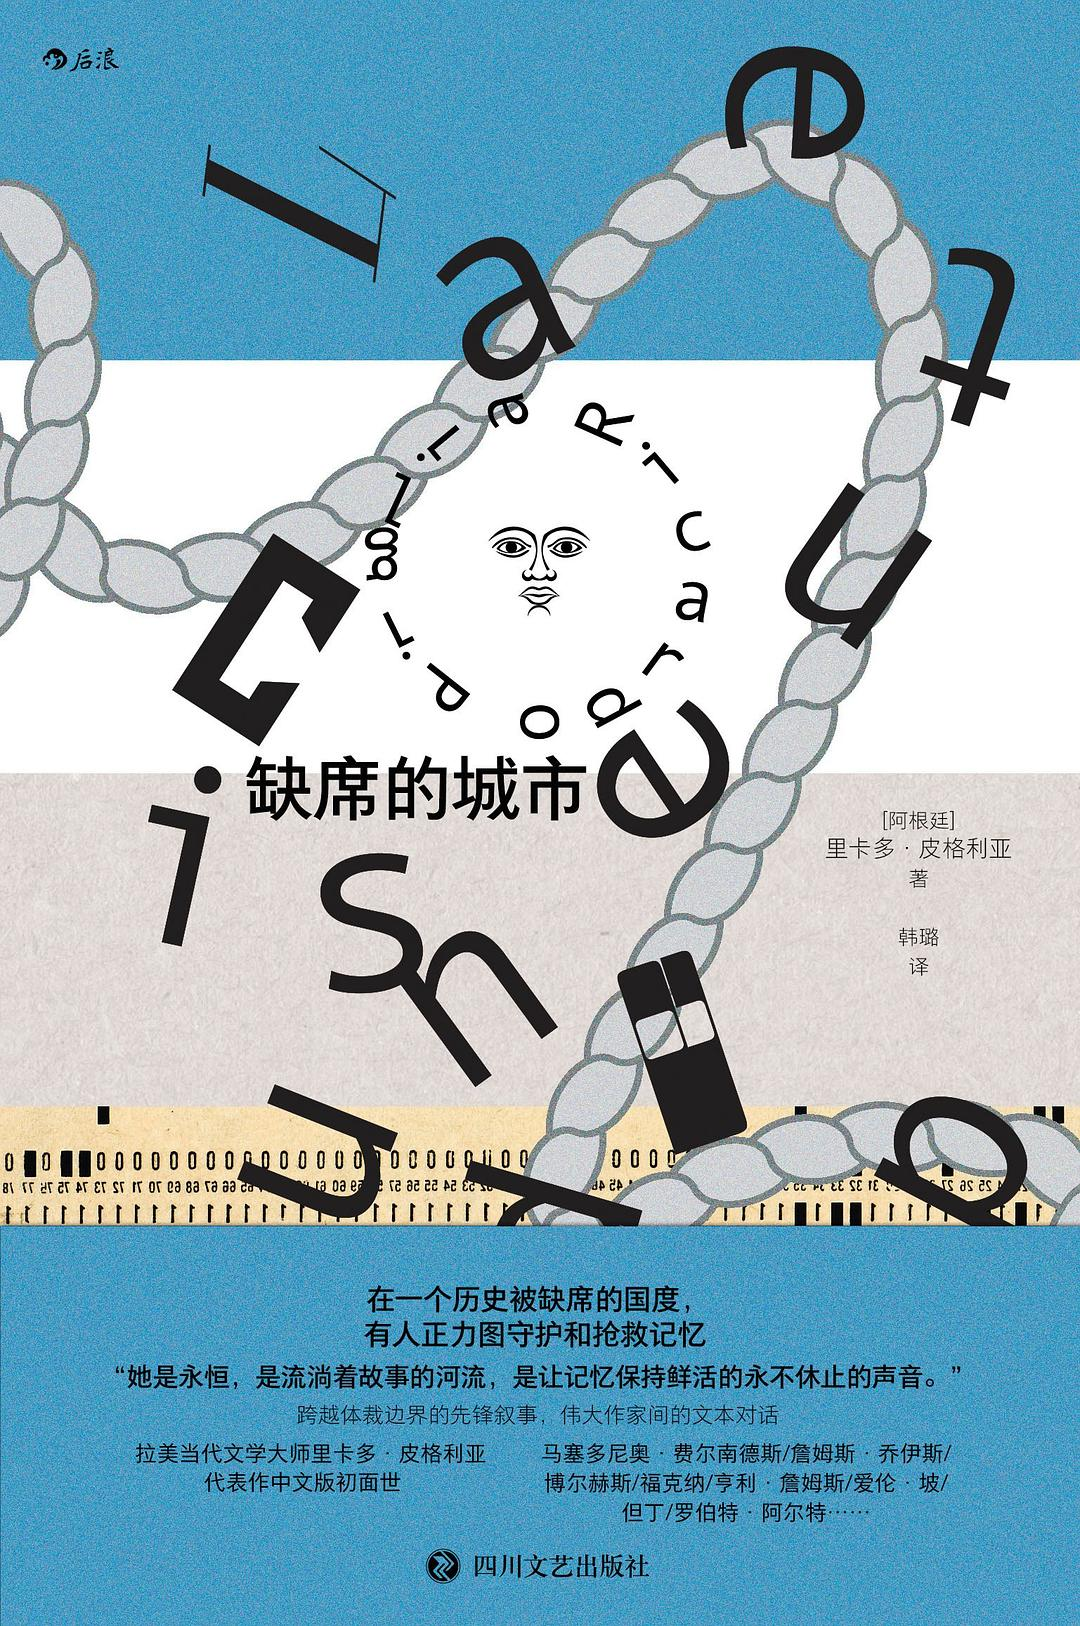 后浪
La ciudad ausente
Ricardo Piglia
缺席的城市
[阿根廷]
里卡多·皮格利亚
著
韩璐
译
在一个历史被缺席的国度，
有人正力图守护和抢救记忆
“她是永恒，是流淌着故事的河流，是让记忆保持鲜活的永不休止的声音。”
跨越体裁边界的先锋叙事，伟大作家间的文本对话
拉美当代文学大师里卡多·皮格利亚
代表作中文版初面世
马塞多尼奥·费尔南德斯/詹姆斯·乔伊斯/
博尔赫斯/福克纳/亨利·詹姆斯/爱伦·坡/
但丁/罗伯特·阿尔特……
四川文艺出版社